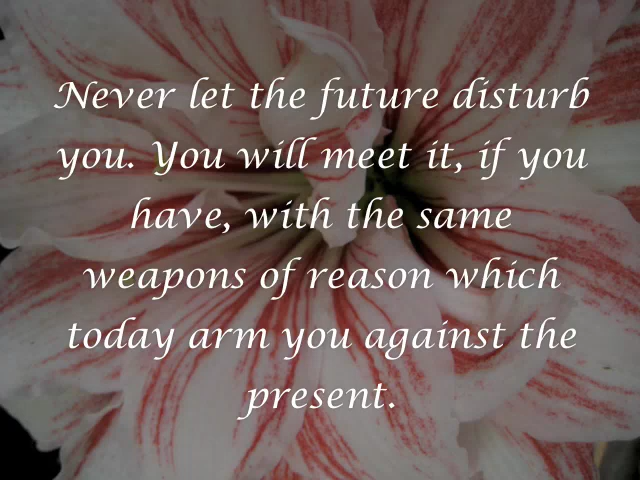 Never let the future disturb
you. You will meet it, if you
have, with the same
weapons of reason which
today arm you against the
present.